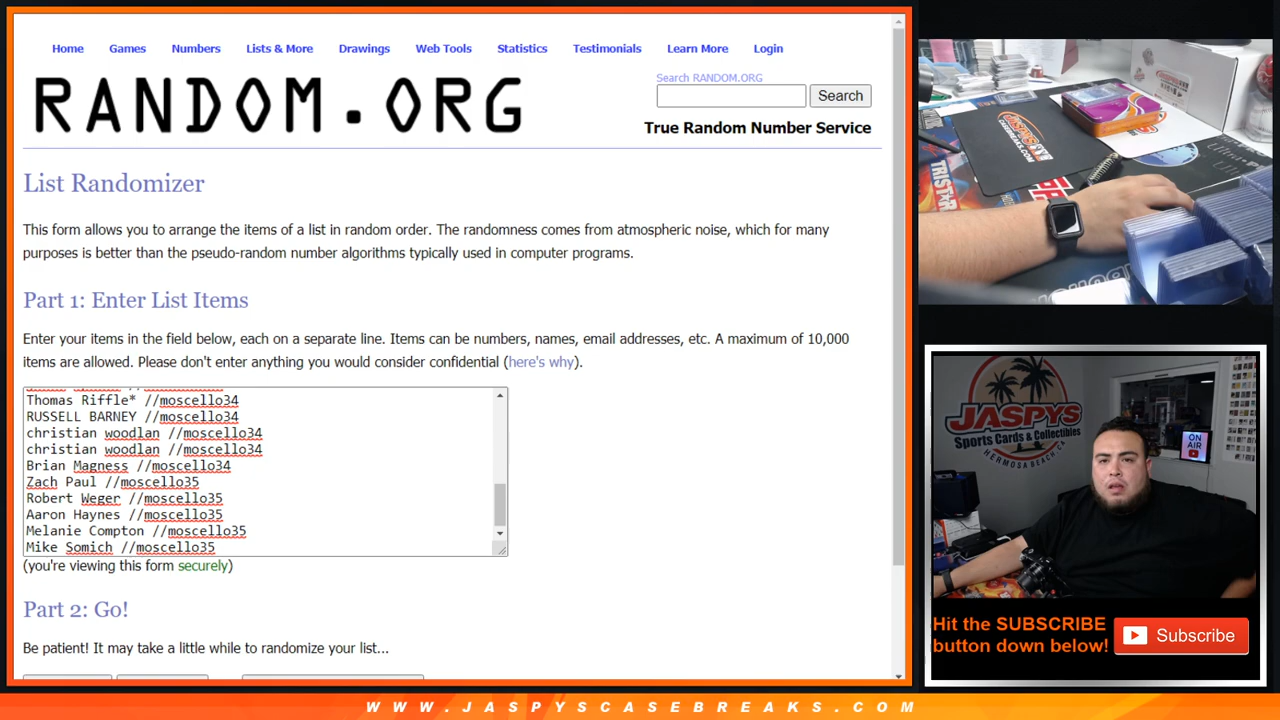 Home Games Numbers Lists & More Drawings Web Tools Statistics Testimonials Learn More Login
RANDOM.ORG
Search RANDOM.ORG
Search
True Random Number Service
List Randomizer
This form allows you to arrange the items of a list in random order. The randomness comes from atmospheric noise, which for many
purposes is better than the pseudo-random number algorithms typically used in computer programs.
Part 1: Enter List Items
Enter your items in the field below, each on a separate line. Items can be numbers, names, email addresses, etc. A maximum of 10,000
items are allowed. Please don't enter anything you would consider confidential (here's why).
Thomas Riffle* //moscello34
RUSSELL BARNEY //moscello34
christian woodlan //moscello34
christian woodlan //moscello34
Brian Magness //moscello34
Zach Paul //moscello35
Robert Weger //moscello35
Aaron Haynes //moscello35
Melanie Compton //moscello35
Mike Somich //moscello35
(you're viewing this form securely)
Part 2: Go!
Be patient! It may take a little while to randomize your list...
TRISTAR
JASPYS
CASEBREAKS.COM
JASPYS
Sports Cards & Collectibles
HERMOSA BEACH, CA
ON
AIR
Hit the SUBSCRIBE
button down below!
Subscribe
WWW.JASPYSCASEBREAKS.COM